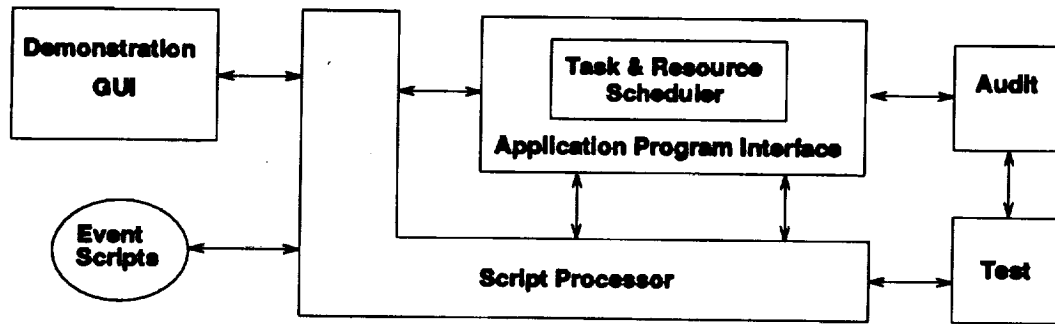 Demonstration
GUI
Task & Resource
Scheduler
Application Program Interface
Audit
Event
Scripts
Script Processor
Test